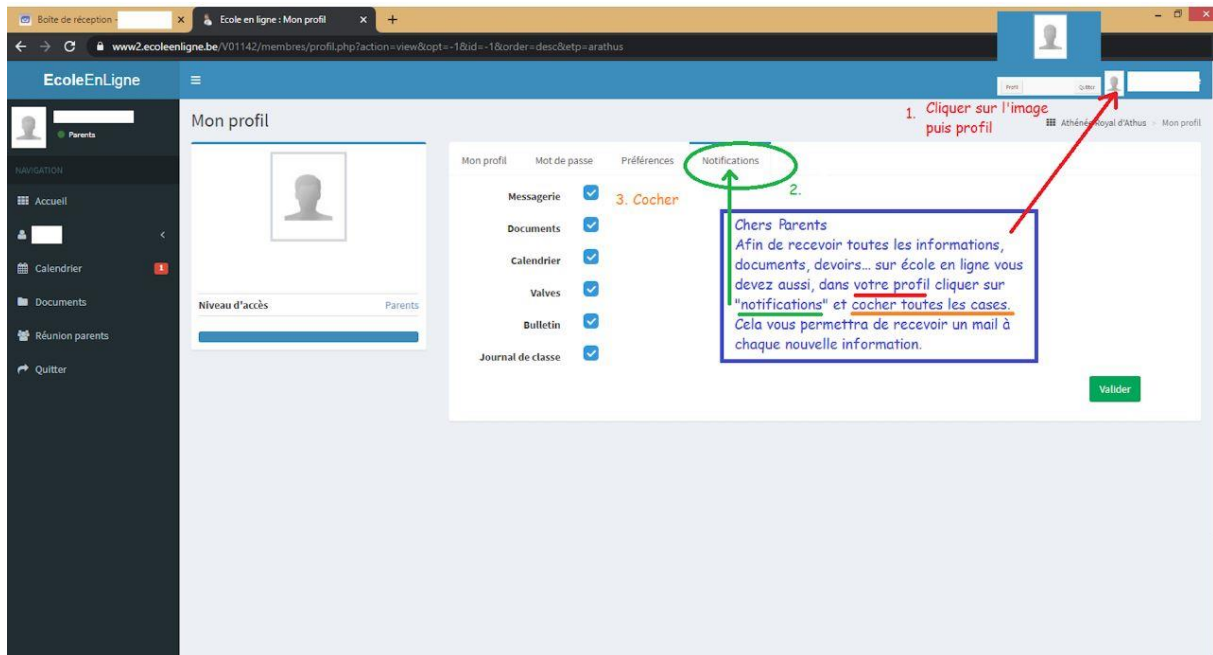 Boîte de réception -
Ecole en ligne : Mon profil
www2.ecoleenligne.be/V01142/membres/profil.php?action=view&opt=-1&id=-1&order=desc&etp=arathus
EcoleEnLigne
Profil
Quitter
Parents
Mon profil
1. Cliquer sur l'image
puis profil
Athénée Royal d'Athus > Mon profil
NAVIGATION
Accueil
Calendrier 1
Documents
Réunion parents
Quitter
Niveau d'accès Parents
Mon profil Mot de passe Préférences Notifications
2.
Messagerie
3. Cocher
Documents
Calendrier
Valves
Bulletin
Journal de classe
Chers Parents
Afin de recevoir toutes les informations,
documents, devoirs... sur école en ligne vous
devez aussi, dans votre profil cliquer sur
"notifications" et cocher toutes les cases.
Cela vous permettra de recevoir un mail à
chaque nouvelle information.
Valider